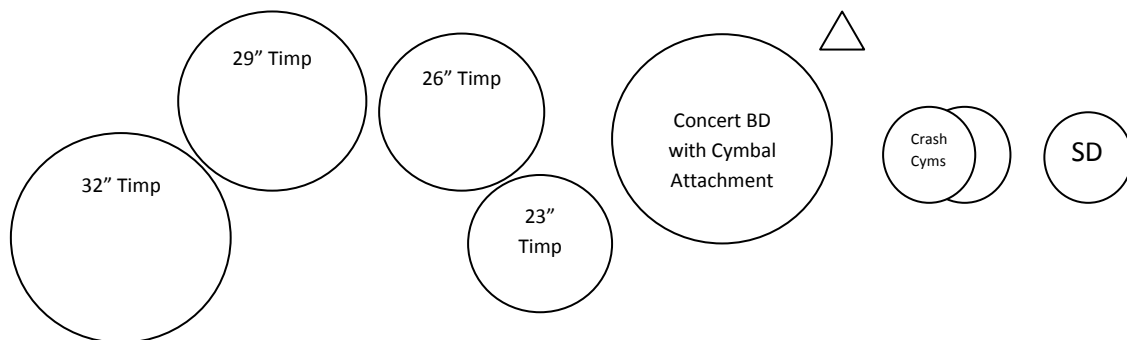 32” Timp
29” Timp
26” Timp
23”
Timp
Concert BD
with Cymbal
Attachment
Crash
Cyms
SD